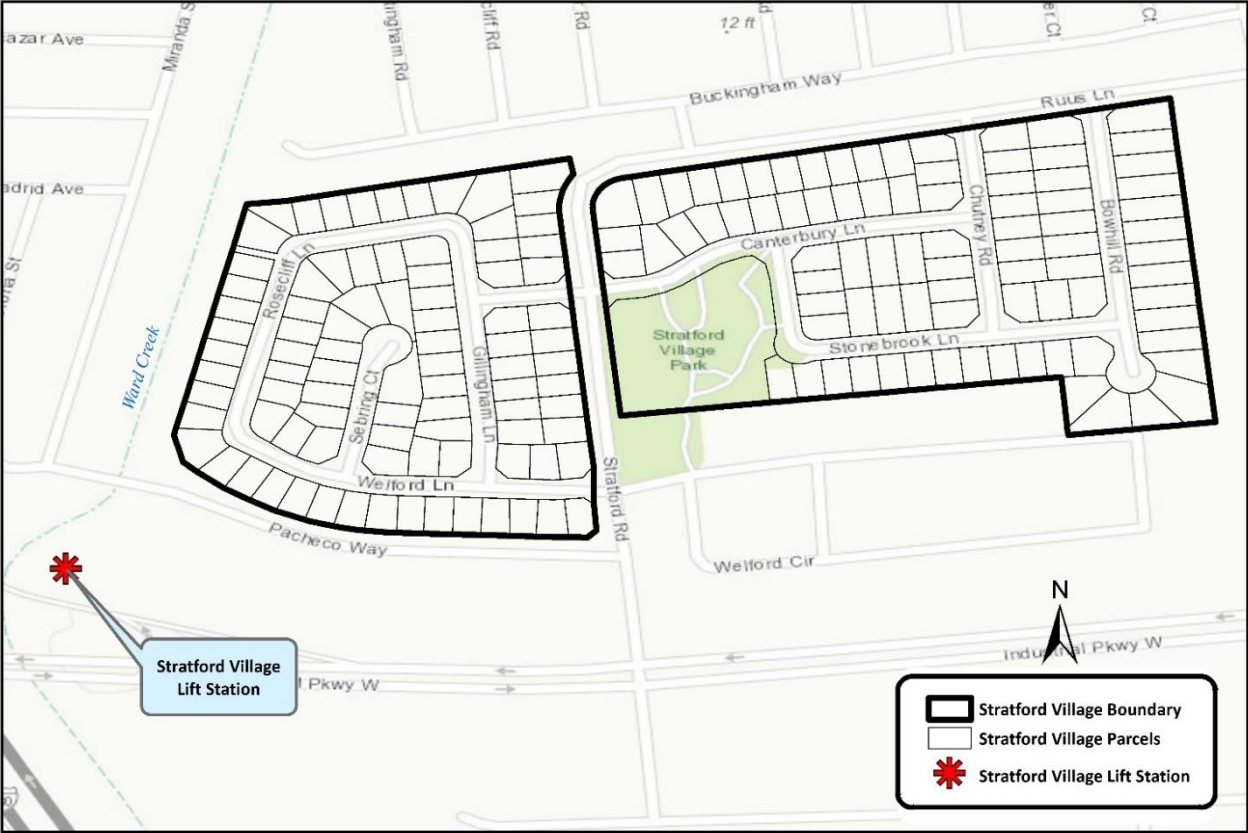 azar Ave
Miranda S
ingham Rd
cliff Rd
r Rd
12 ft
Ct
Buckingham Way
Ruus Ln
adrid Ave
Chutney Rd
Bowhill Rd
Canterbury Ln
Rosecliff Ln
Ward Creek
Stratford
Village
Park
Stonebrook Ln
Gillingham Ln
Sebring Ct
Welford Ln
Stratford Rd
Pacheco Way
Welford Cir
N
Industrial Pkwy W
Stratford Village
Lift Station
l Pkwy W
Stratford Village Boundary
Stratford Village Parcels
Stratford Village Lift Station